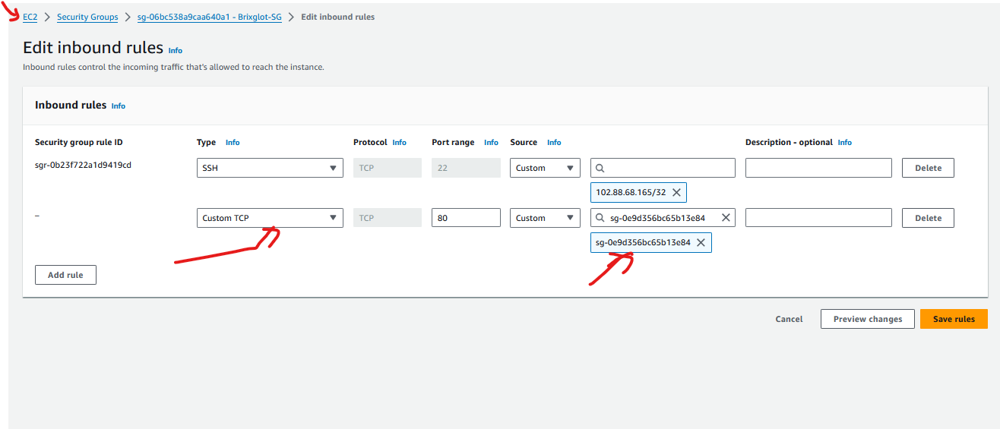 EC2 > Security Groups > sg-06bc538a9caa640a1 - Brixglot-SG > Edit inbound rules
Edit inbound rules Info
Inbound rules control the incoming traffic that's allowed to reach the instance.
Inbound rules Info
Security group rule ID Type Info Protocol Info Port range Info Source Info Description - optional Info
sgr-0b23f722a1d9419cd SSH TCP 22 Custom Delete
102.88.68.165/32
– Custom TCP TCP 80 Custom sg-0e9d356bc65b13e84 Delete
sg-0e9d356bc65b13e84
Add rule
Cancel Preview changes Save rules